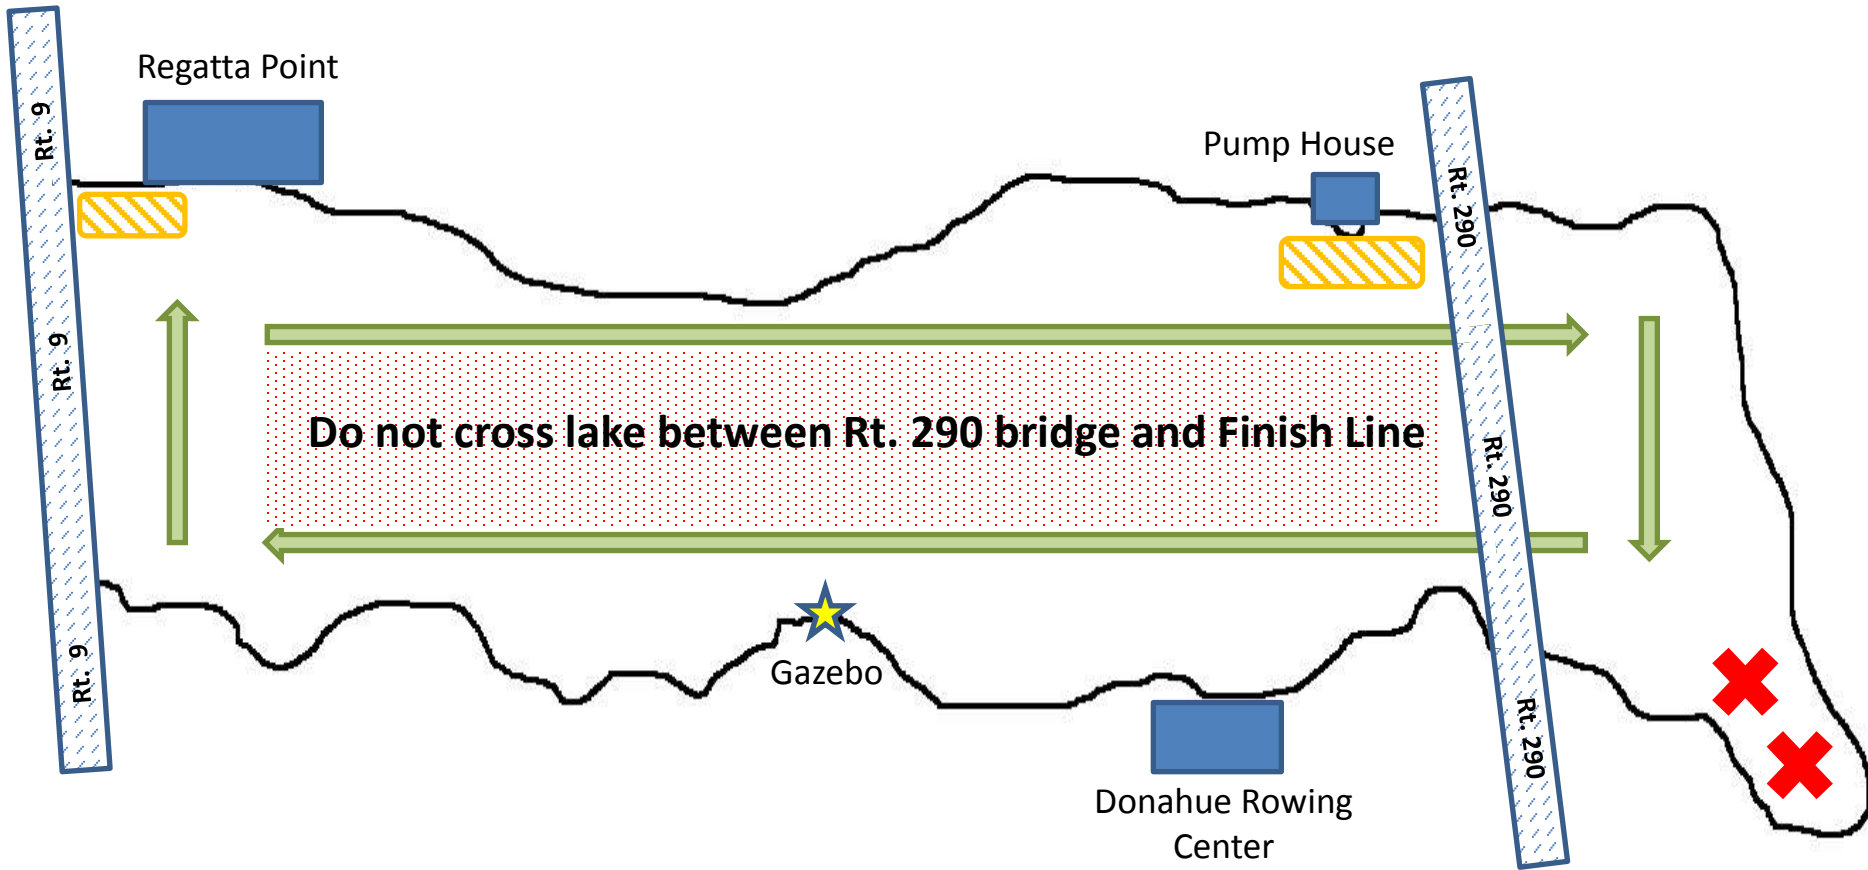 Regatta Point
Pump House
Rt. 9
Rt. 9
Rt. 9
Rt. 290
Rt. 290
Rt. 290
Do not cross lake between Rt. 290 bridge and Finish Line
Gazebo
Donahue Rowing
Center